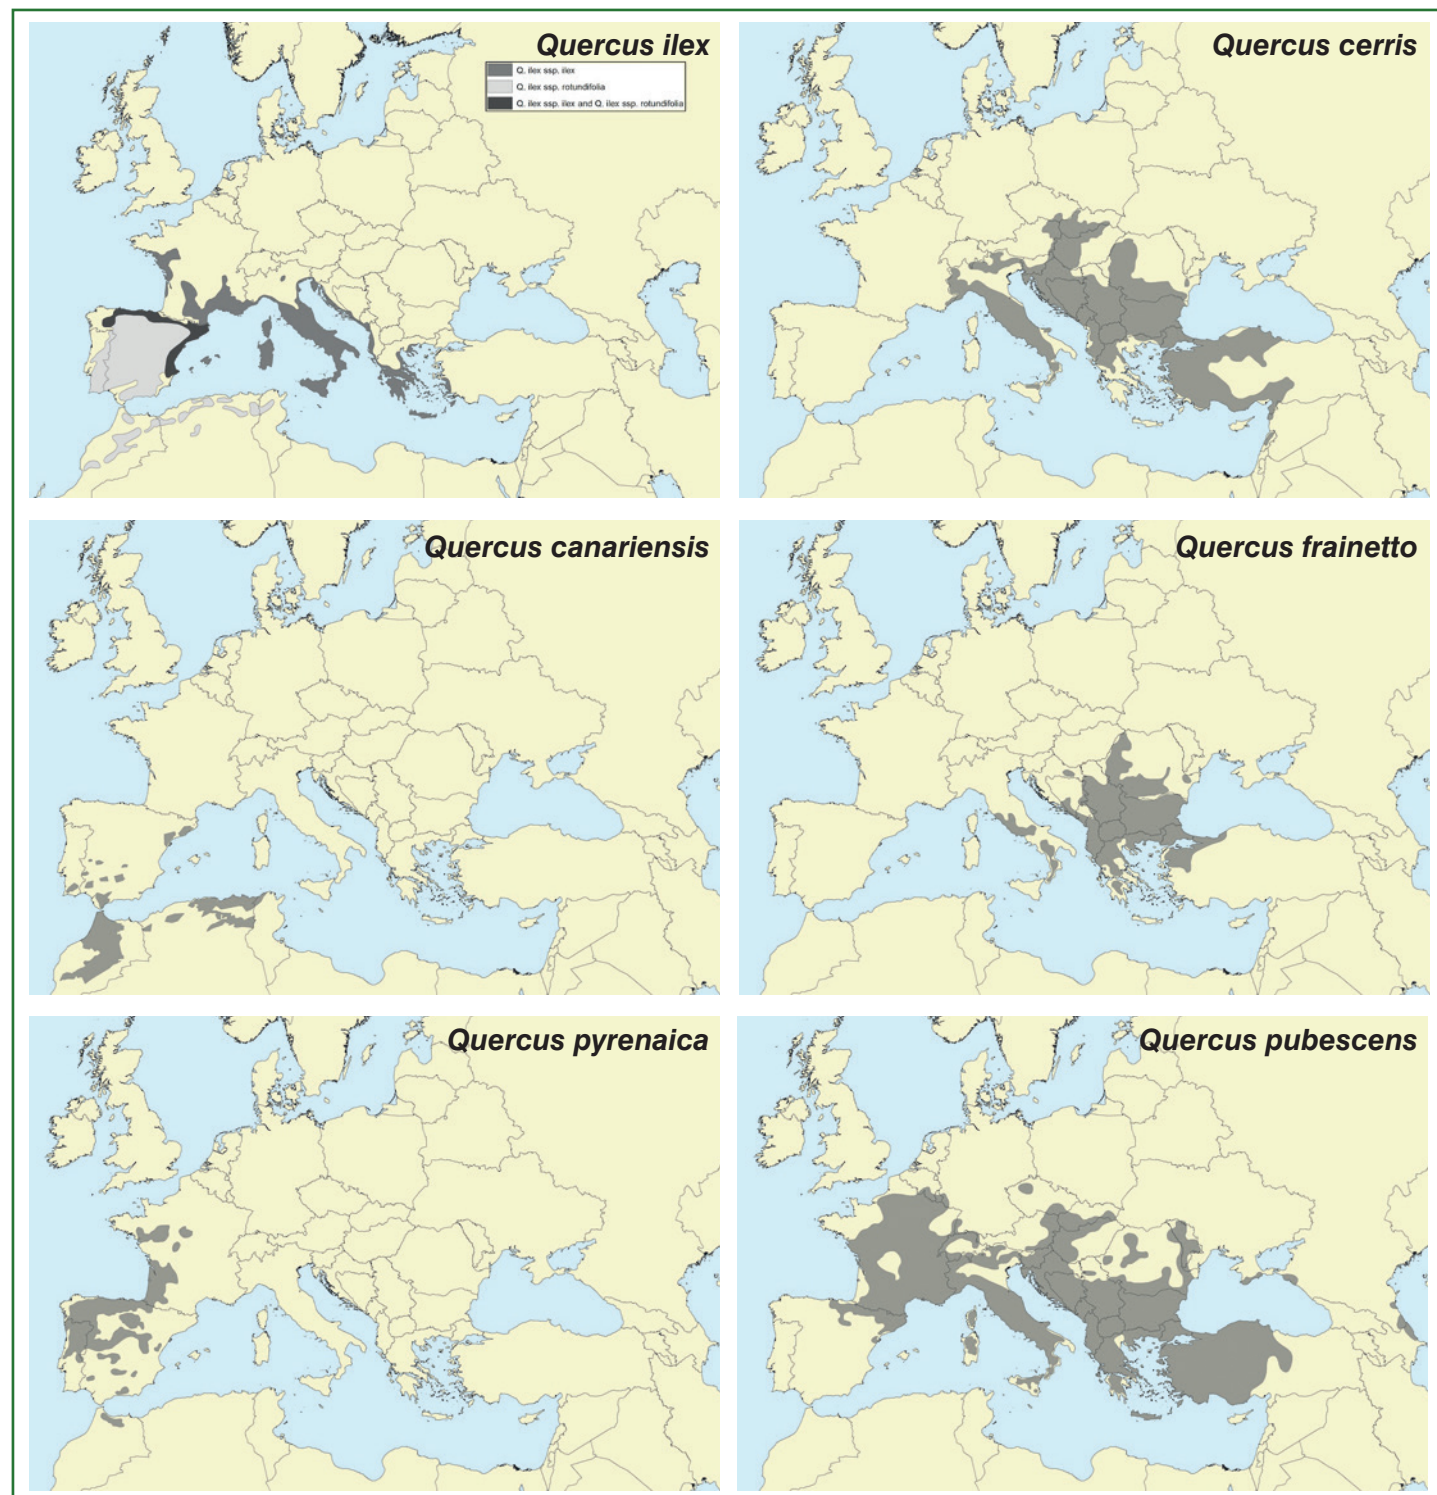 Quercus ilex
Q. ilex ssp. ilex
Q. ilex ssp. rotundifolia
Q. ilex ssp. ilex and Q. ilex ssp. rotundifolia
Quercus cerris
Quercus canariensis
Quercus frainetto
Quercus pyrenaica
Quercus pubescens